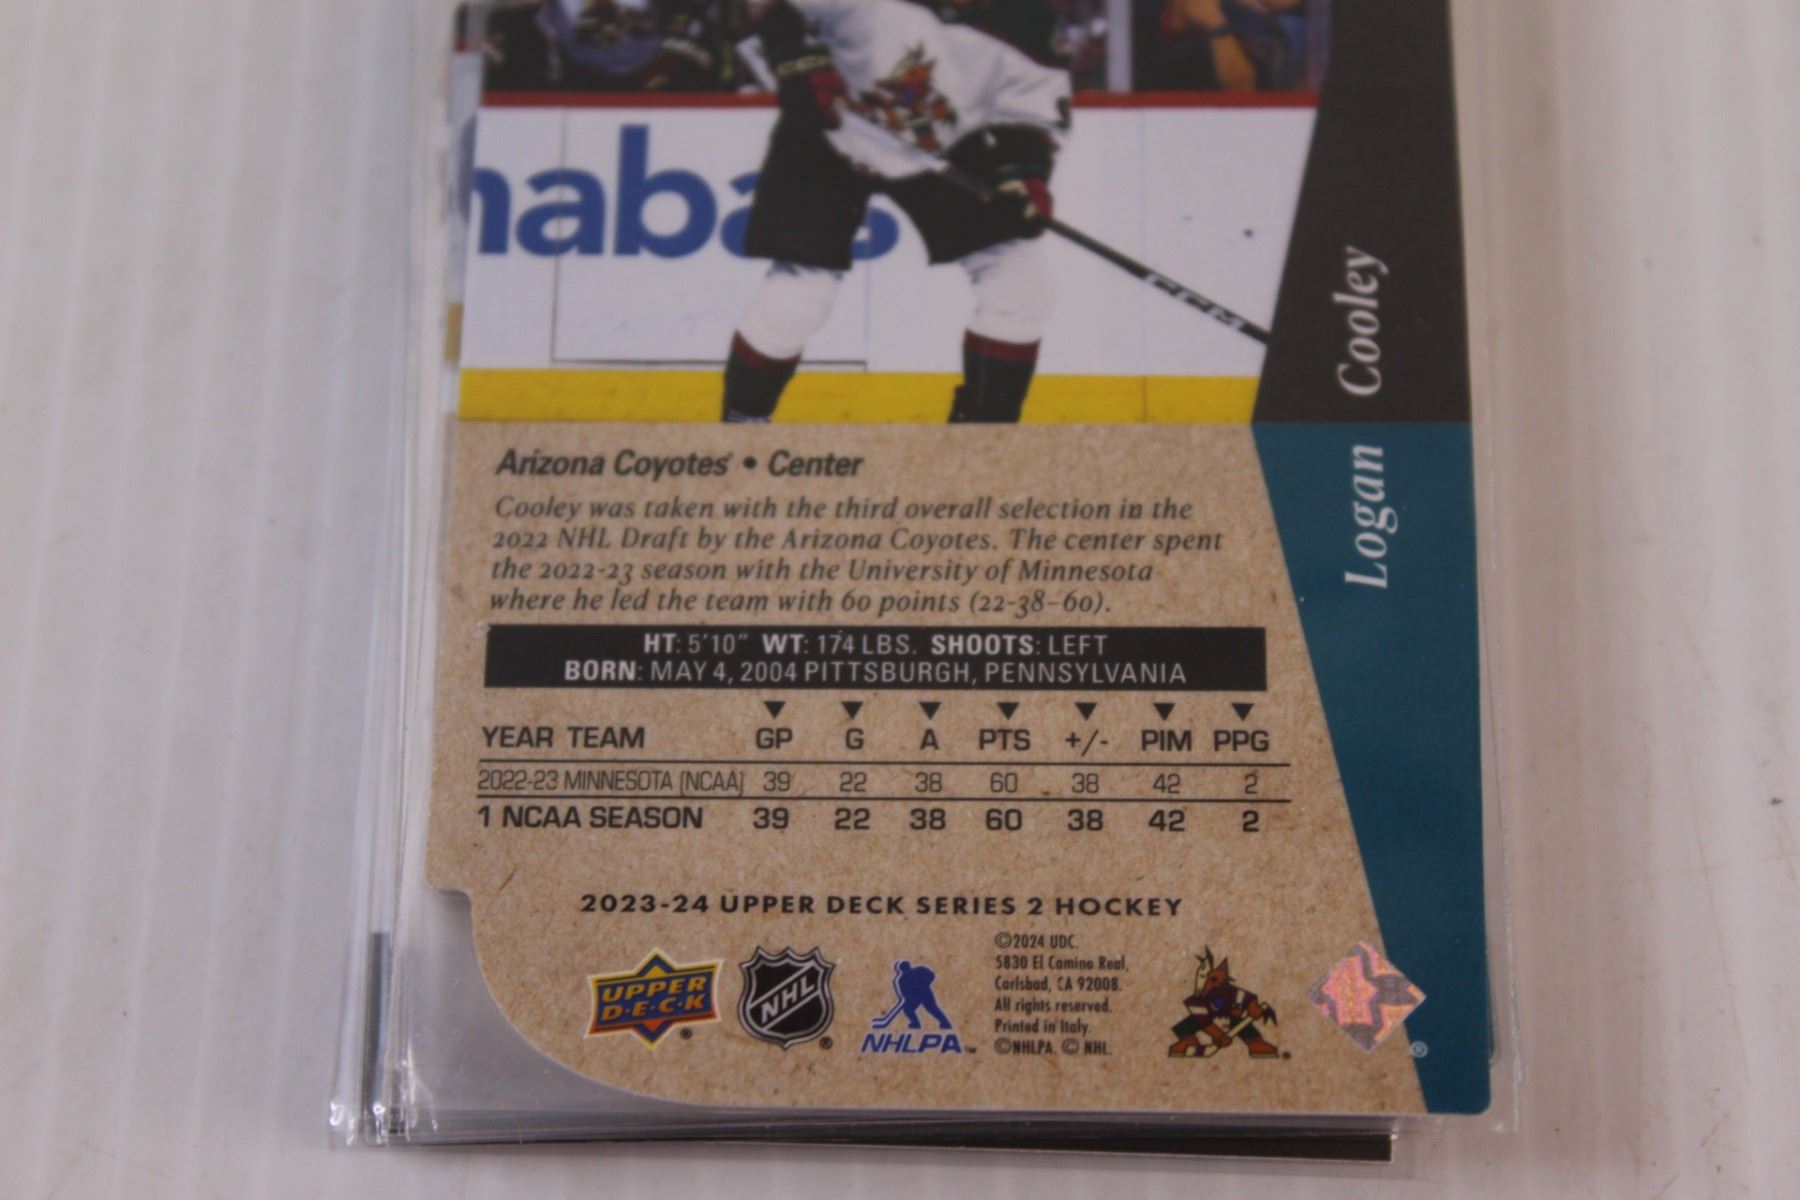 naba
CCM
Logan Cooley
Arizona Coyotes • Center
Cooley was taken with the third overall selection in the
2022 NHL Draft by the Arizona Coyotes. The center spent
the 2022-23 season with the University of Minnesota
where he led the team with 60 points (22-38–60).
HT: 5'10" WT: 174 LBS. SHOOTS: LEFT
BORN: MAY 4, 2004 PITTSBURGH, PENNSYLVANIA
YEAR TEAM GP G A PTS +/- PIM PPG
2022-23 MINNESOTA (NCAA) 39 22 38 60 38 42 2
1 NCAA SEASON 39 22 38 60 38 42 2
2023-24 UPPER DECK SERIES 2 HOCKEY
UPPER
D·E·C·K
®
NHL
®
NHLPA™
©2024 UDC.
5830 El Camino Real,
Carlsbad, CA 92008.
All rights reserved.
Printed in Italy.
©NHLPA. © NHL.
®